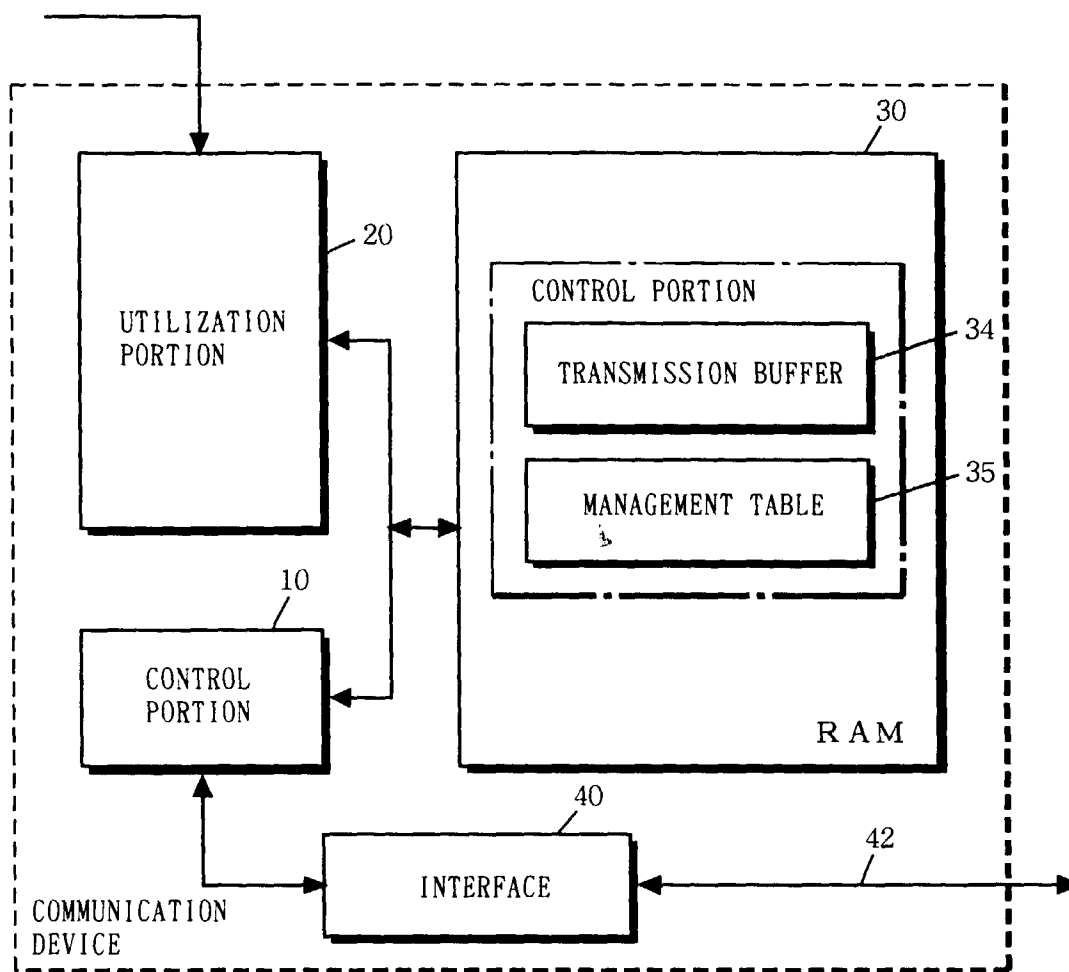 30
20
CONTROL PORTION
34
UTILIZATION
PORTION
TRANSMISSION BUFFER
35
MANAGEMENT TABLE
10
CONTROL
PORTION
RAM
40
42
INTERFACE
COMMUNICATION
DEVICE